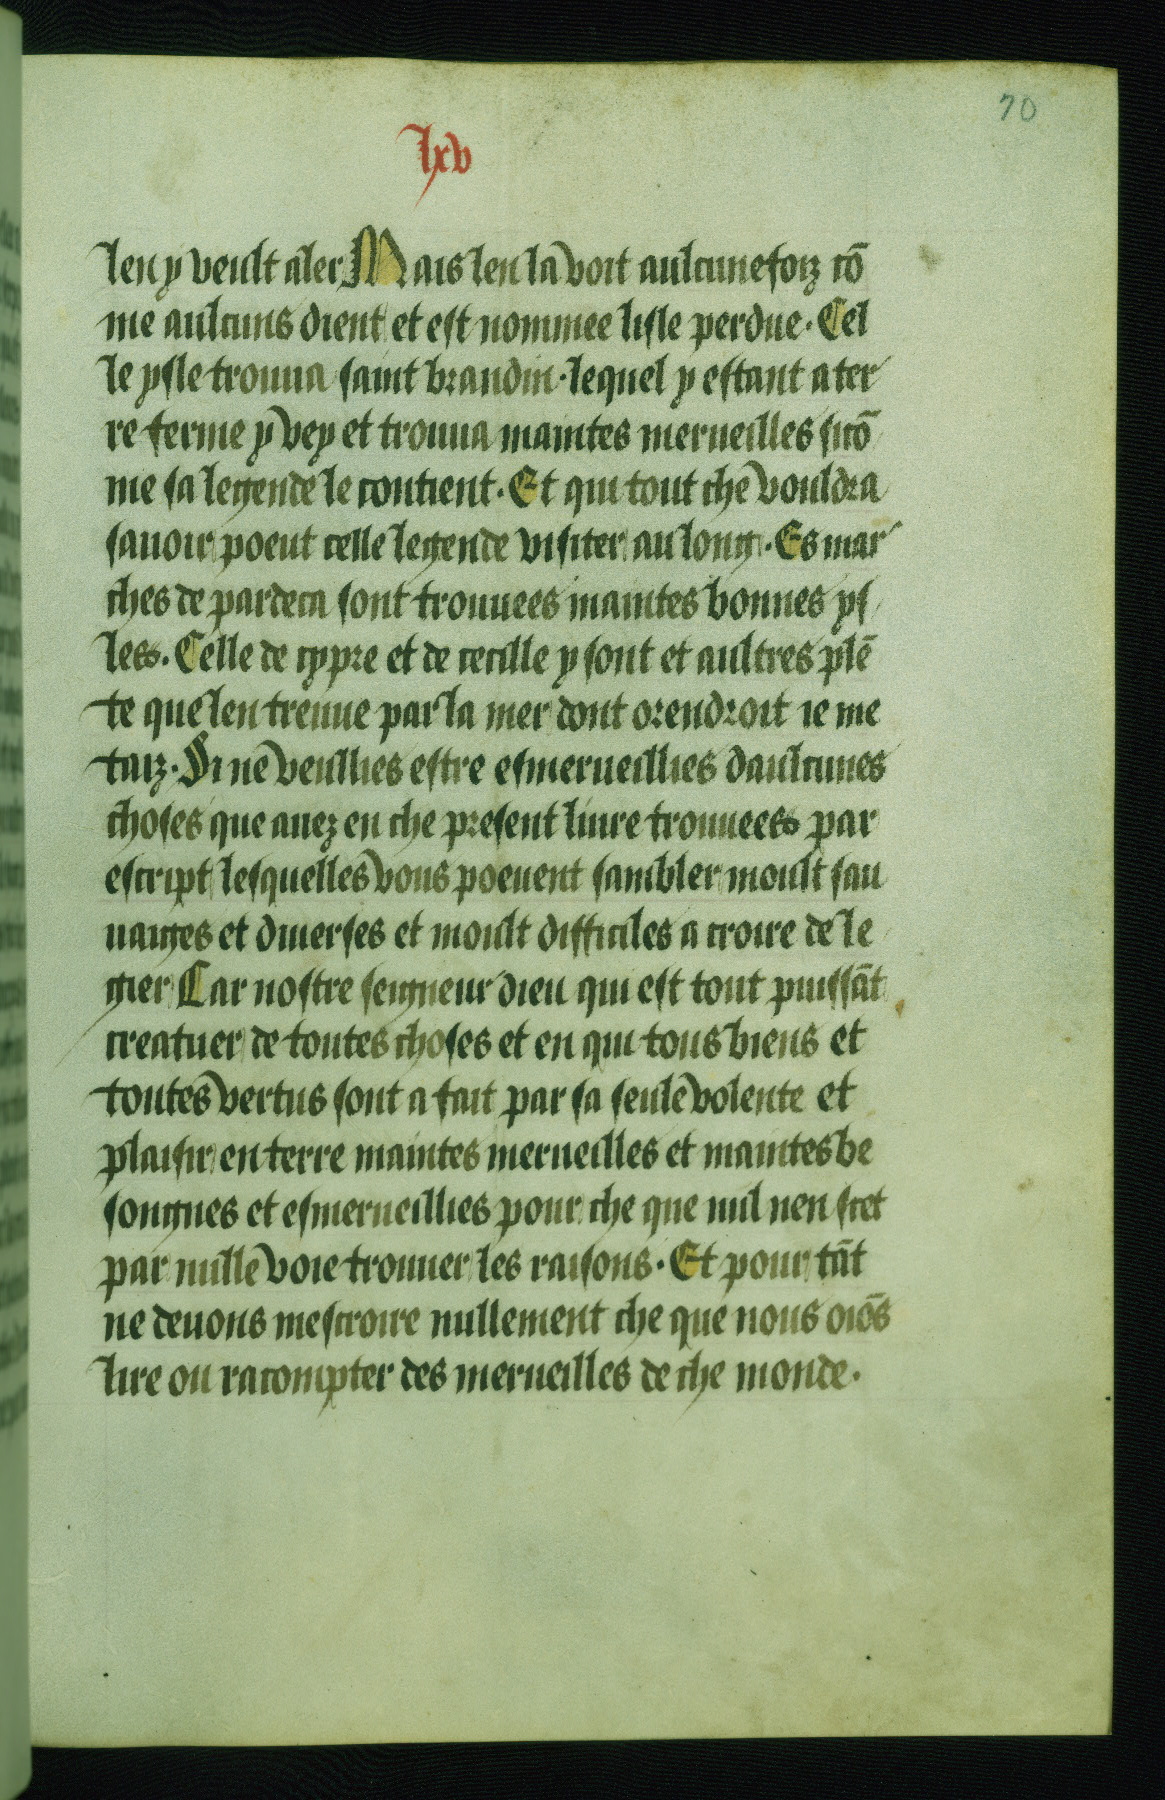 70
lxv
len y veult aler Mais len la voit aulcunefoiz cō
me aulcuns dient et est nommee lisle perdue. Cel
le ysle trouua saint brandin. lequel y estant a ter
re ferme y vey et trouua maintes merueilles sicō
me sa legende le contient. Et qui tout che vouldra
sauoir poeut celle legende visiter au long. Es mar
ches de pardeca sont trouuees maintes bonnes ys
les. Celle de cypre et de cecille y sont et aultres plē
te que len treuue par la mer dont orendroit ie me
taiz. Si ne veullies estre esmerueillies daulcunes
choses que auez en che present liure trouuees par
escript lesquelles vous poeuent sambler moult sau
uaiges et diuerses et moult difficiles a croire de le
gier Car nostre seigneur dieu qui est tout puissāt
creatuer de toutes choses et en qui tous biens et
toutes vertus sont a fait par sa seule volente et
plaisir en terre maintes merueilles et maintes be
songnes et esmerueillies pour che que nul nen scet
par nulle voie trouuer les raisons. Et pour tāt
ne deuons mescroire nullement che que nous oiōs
lire ou racompter des merueilles de che monde.